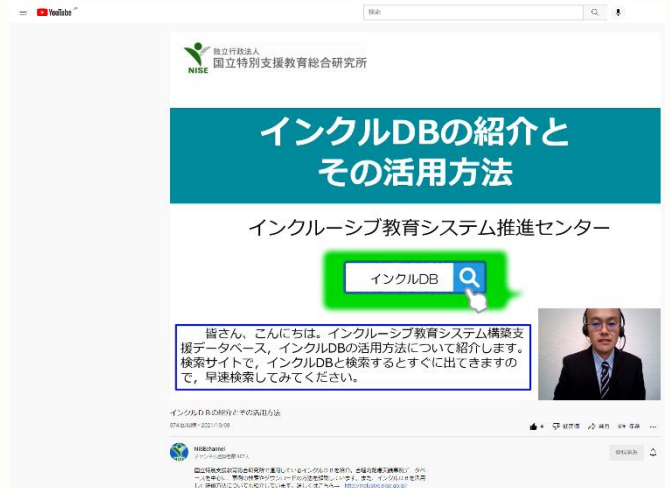 YouTube
検索
独立行政法人
国立特別支援教育総合研究所
NISE
インクルDBの紹介と
その活用方法
インクルーシブ教育システム推進センター
インクルDB
皆さん、こんにちは。インクルーシブ教育システム構築支
援データベース，インクルDBの活用方法について紹介します。
検索サイトで，インクルDBと検索するとすぐに出てきますの
で，早速検索してみてください。
インクルＤＢの紹介とその活用方法
NISEchannel